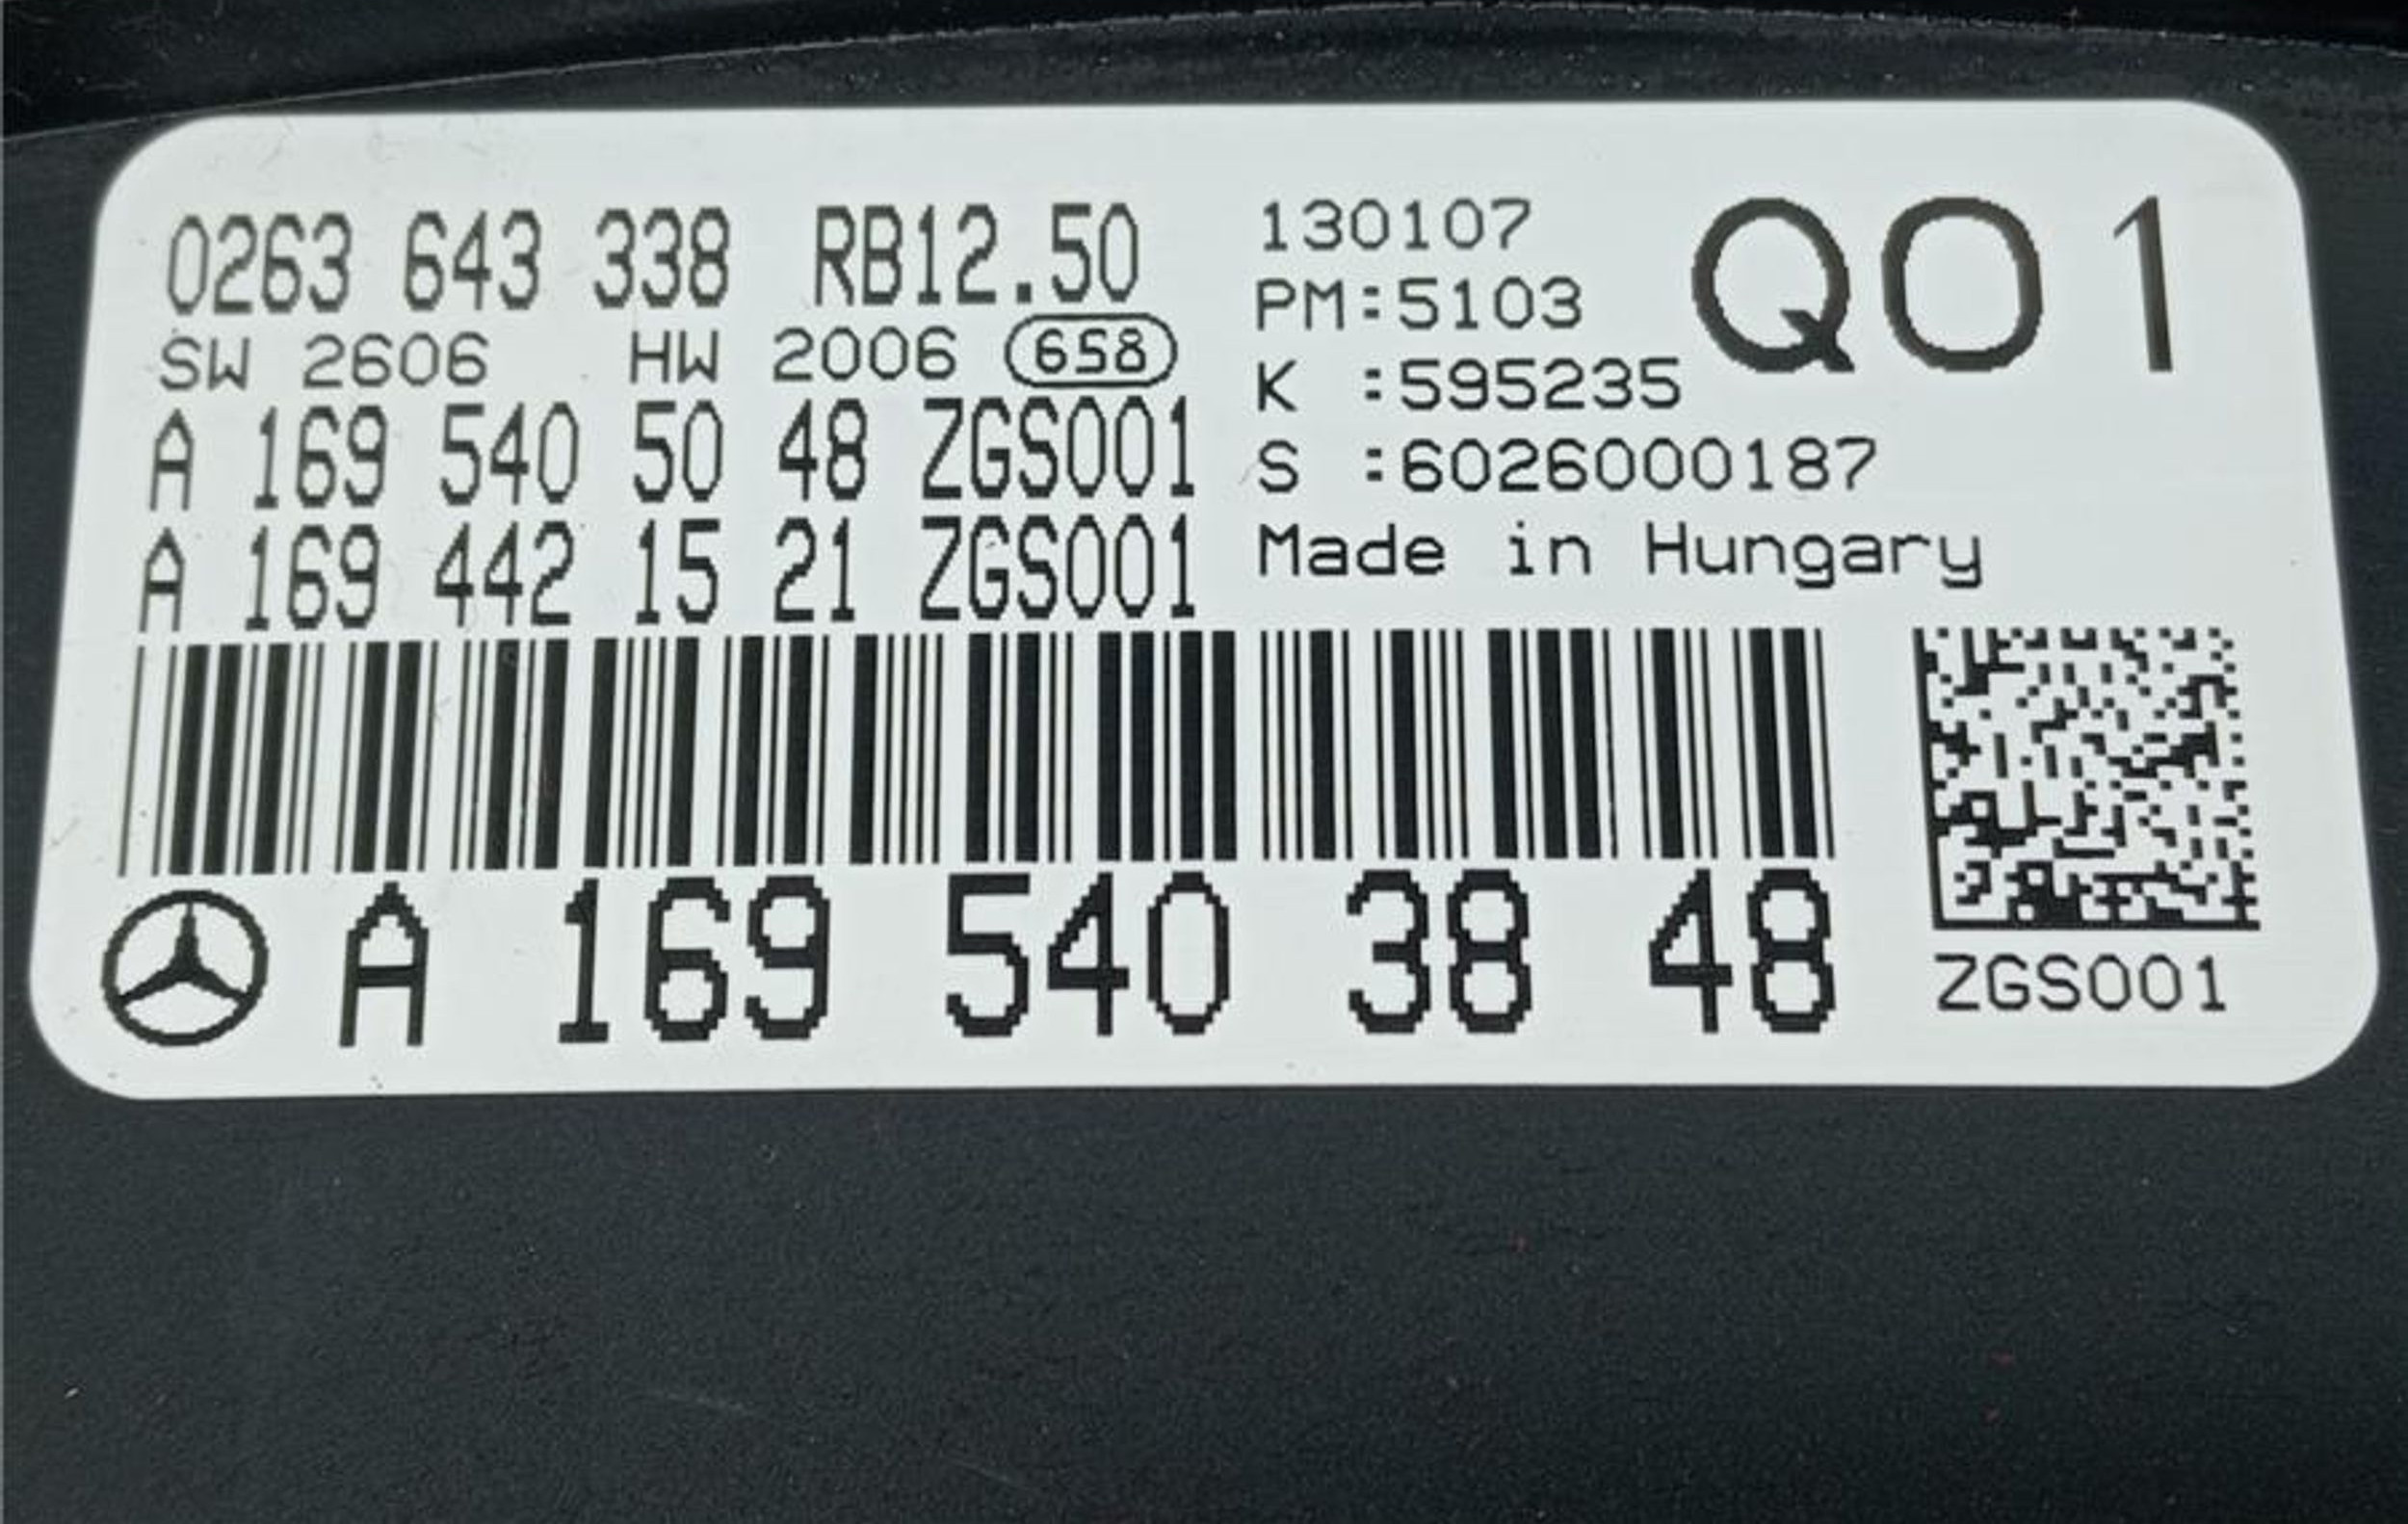 0263 643 338 RB12.50
SW 2606 HW 2006 658
A 169 540 50 48 ZGS001
A 169 442 15 21 ZGS001
130107
PM:5103
K :595235
S :6026000187
Made in Hungary
Q01
A 169 540 38 48
ZGS001